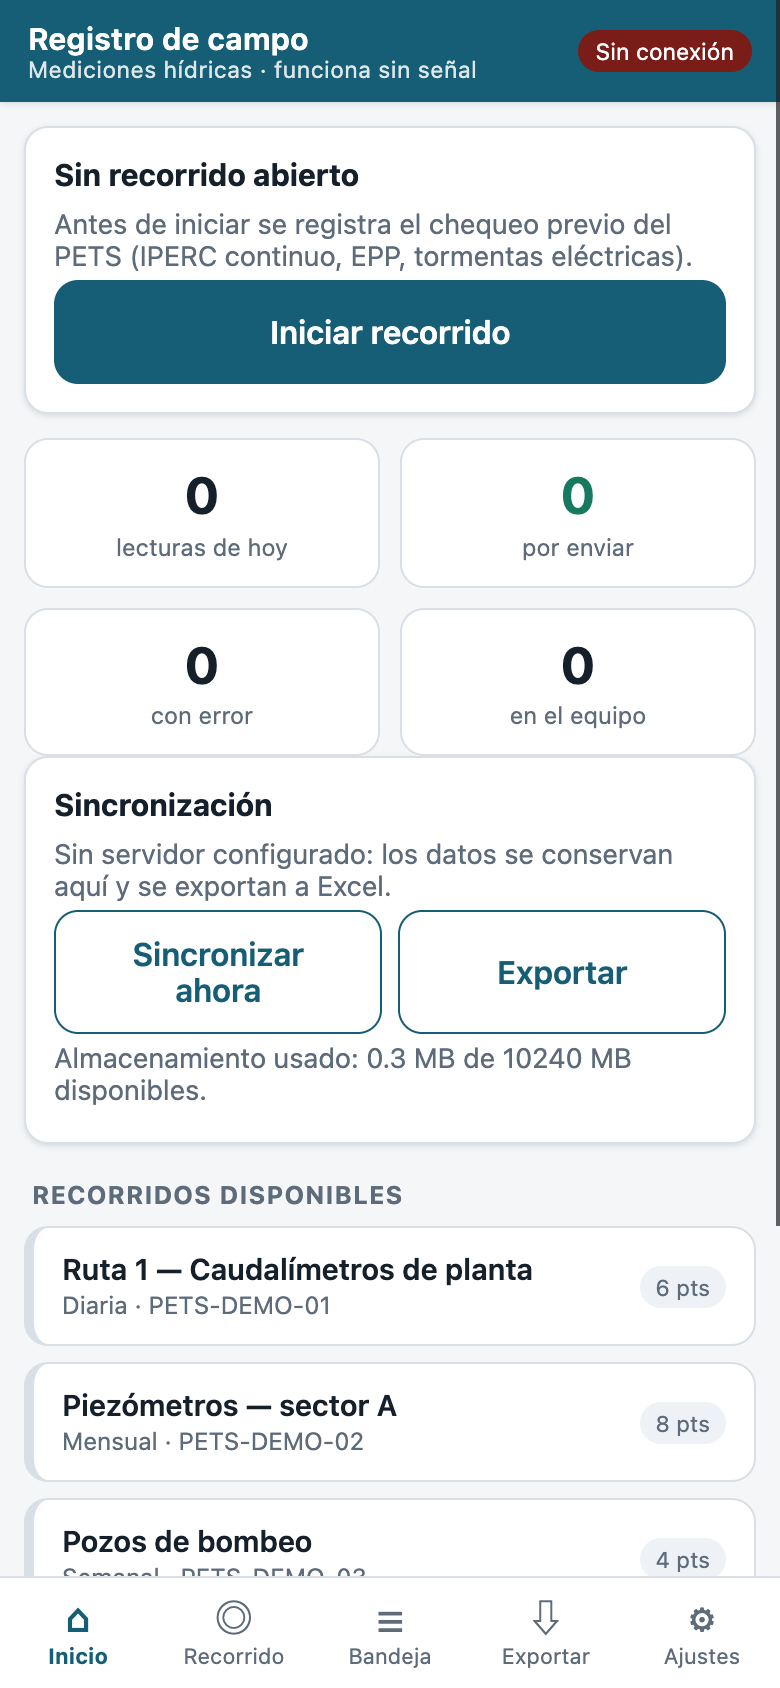 Registro de campo
Mediciones hídricas · funciona sin señal
Sin conexión
Sin recorrido abierto
Antes de iniciar se registra el chequeo previo del
PETS (IPERC continuo, EPP, tormentas eléctricas).
Iniciar recorrido
0
lecturas de hoy
0
por enviar
0
con error
0
en el equipo
Sincronización
Sin servidor configurado: los datos se conservan
aquí y se exportan a Excel.
Sincronizar
ahora
Exportar
Almacenamiento usado: 0.3 MB de 10240 MB
disponibles.
RECORRIDOS DISPONIBLES
Ruta 1 — Caudalímetros de planta
Diaria · PETS-DEMO-01
6 pts
Piezómetros — sector A
Mensual · PETS-DEMO-02
8 pts
Pozos de bombeo
Semanal · PETS-DEMO-03
4 pts
Inicio
Recorrido
Bandeja
Exportar
Ajustes